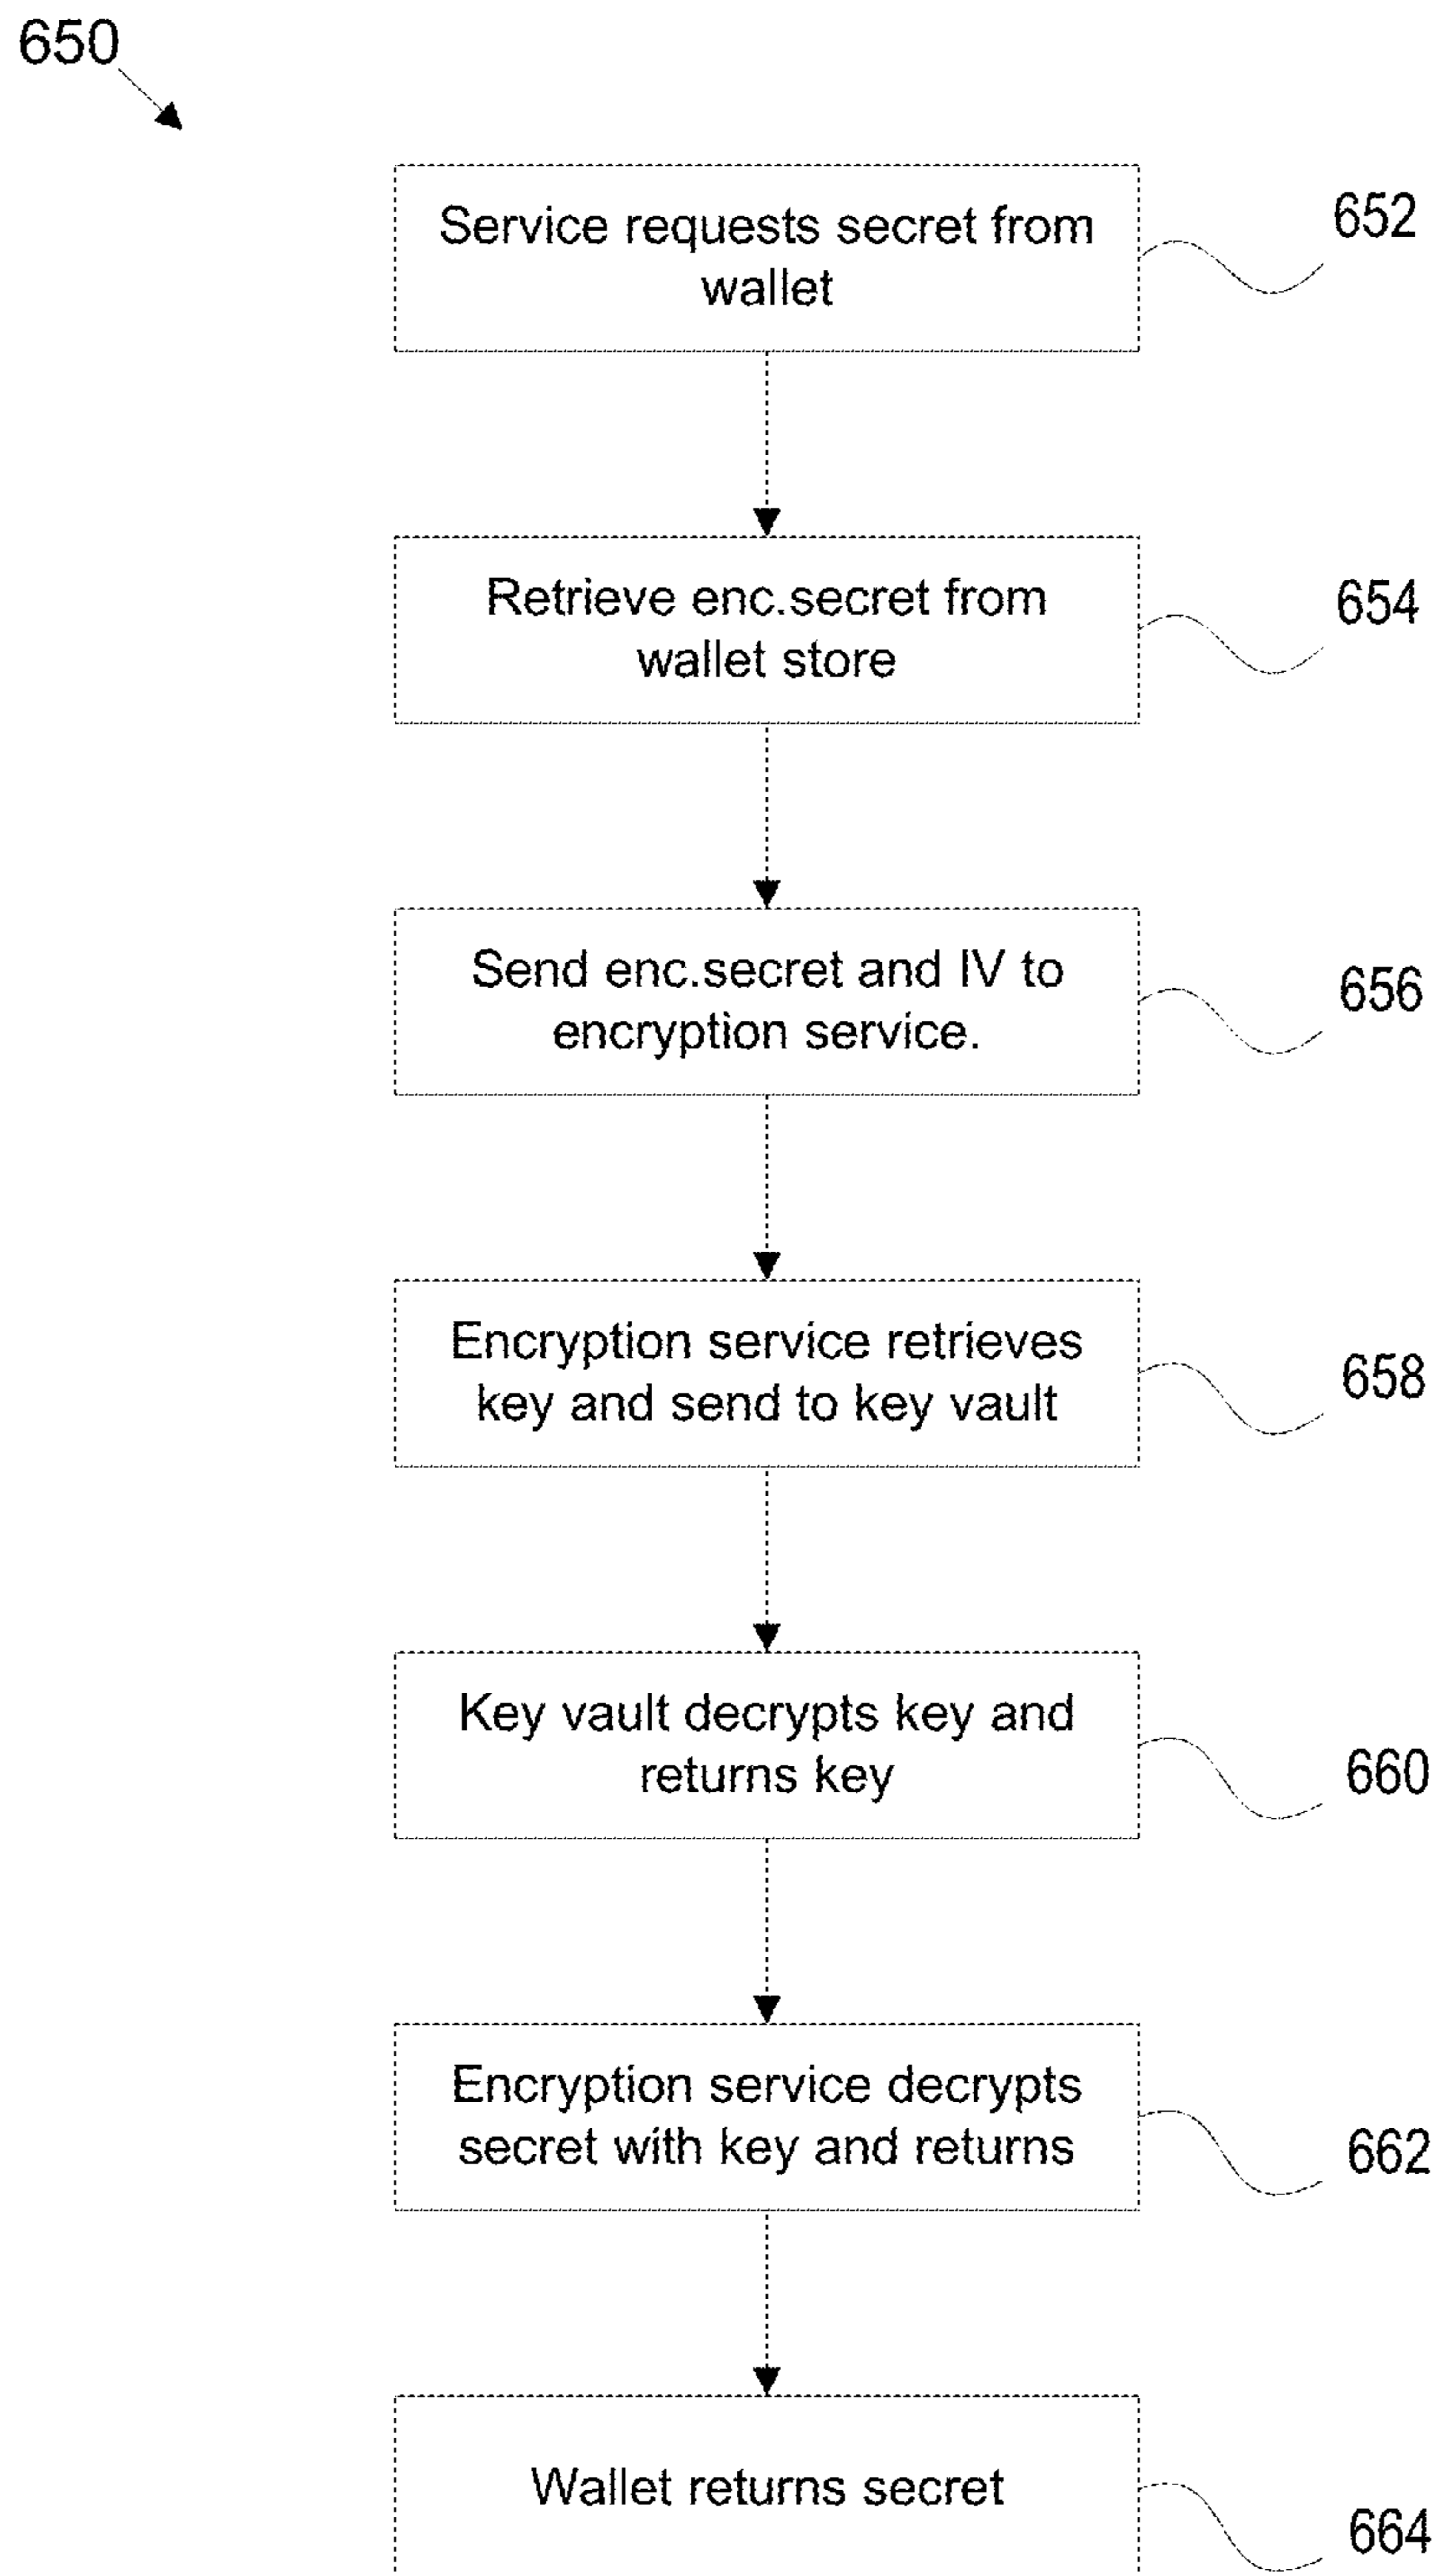 650
Service requests secret from
wallet
652
Retrieve enc.secret from
wallet store
654
Send enc.secret and IV to
encryption service.
656
Encryption service retrieves
key and send to key vault
658
Key vault decrypts key and
returns key
660
Encryption service decrypts
secret with key and returns
662
Wallet returns secret
664